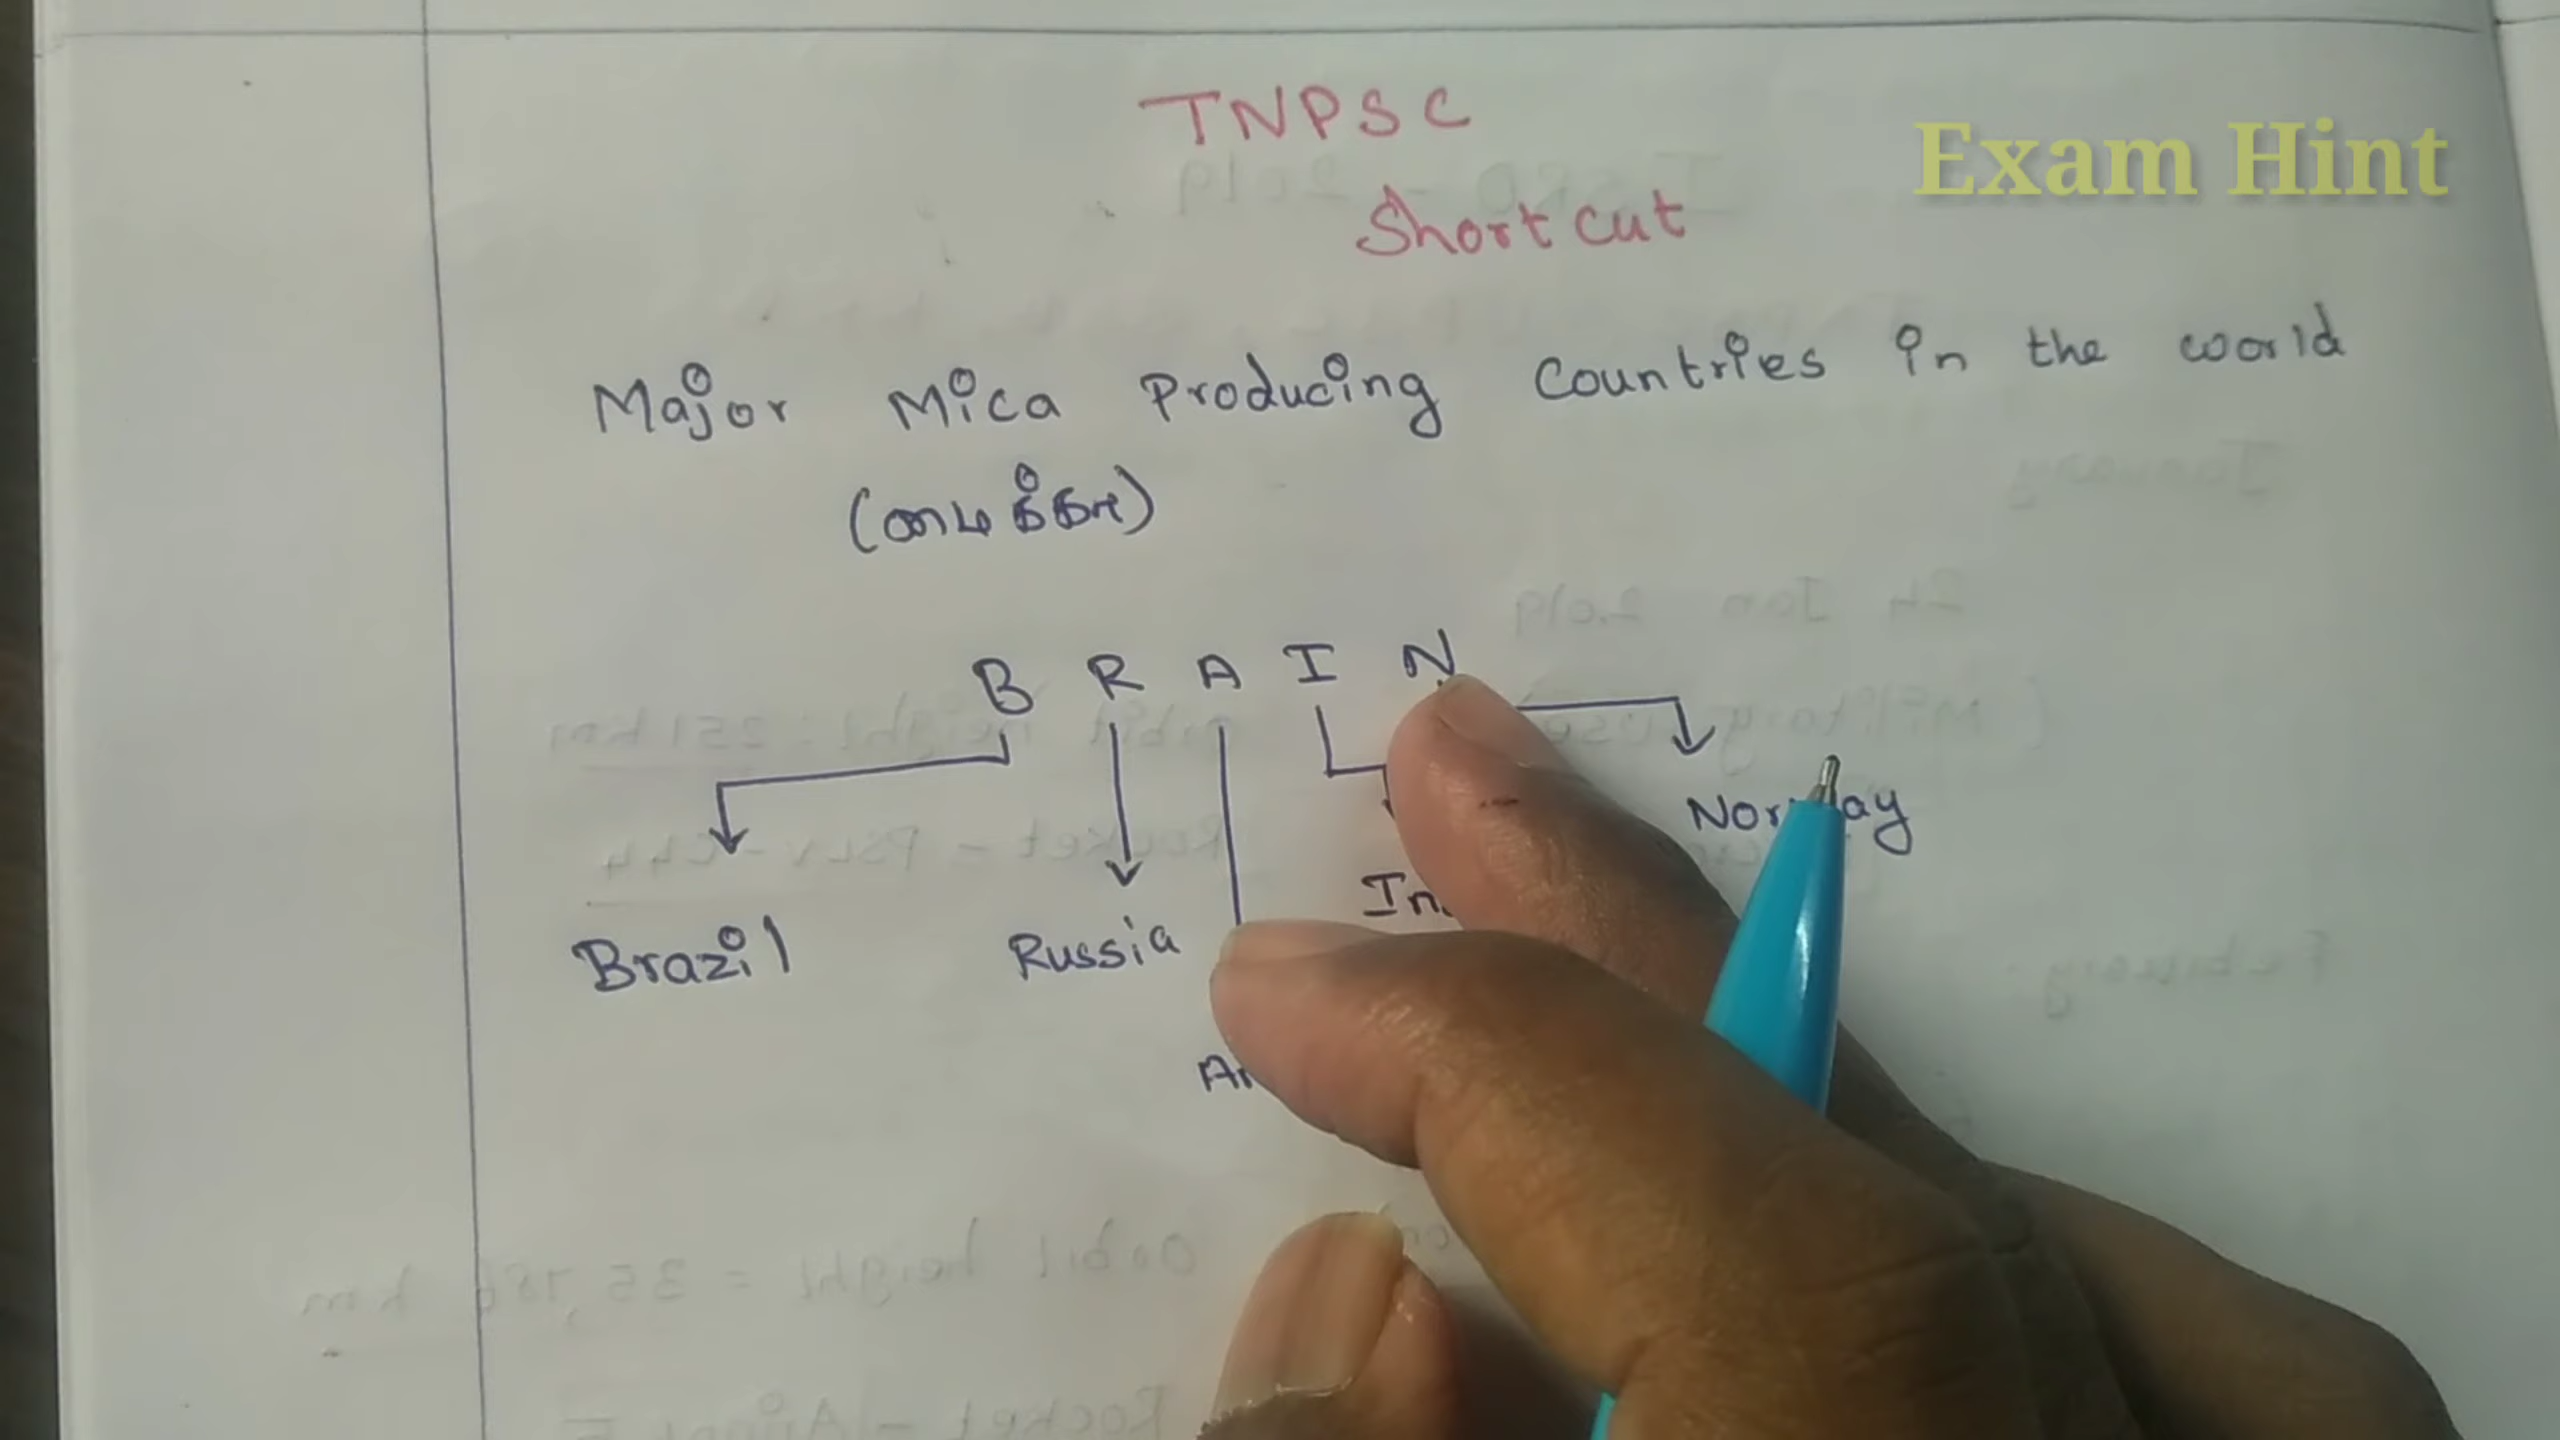 TNPSC
Exam Hint
Short cut
Major Mica Producing Countries in the world
B R A I N
Norway
Brazil
Russia